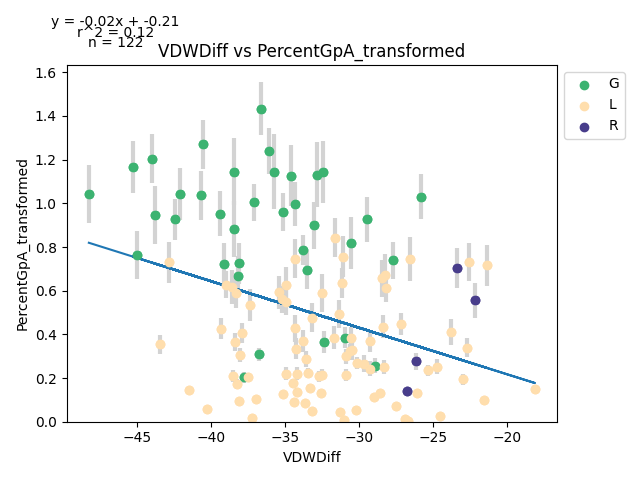 y = -0.02x + -0.21
r^2 = 0.12
n = 122
VDWDiff vs PercentGpA_transformed
1.6
1.4
1.2
1.0
0.8
0.6
0.4
0.2
0.0
PercentGpA_transformed
−45
−40
−35
−30
−25
−20
VDWDiff
G
L
R